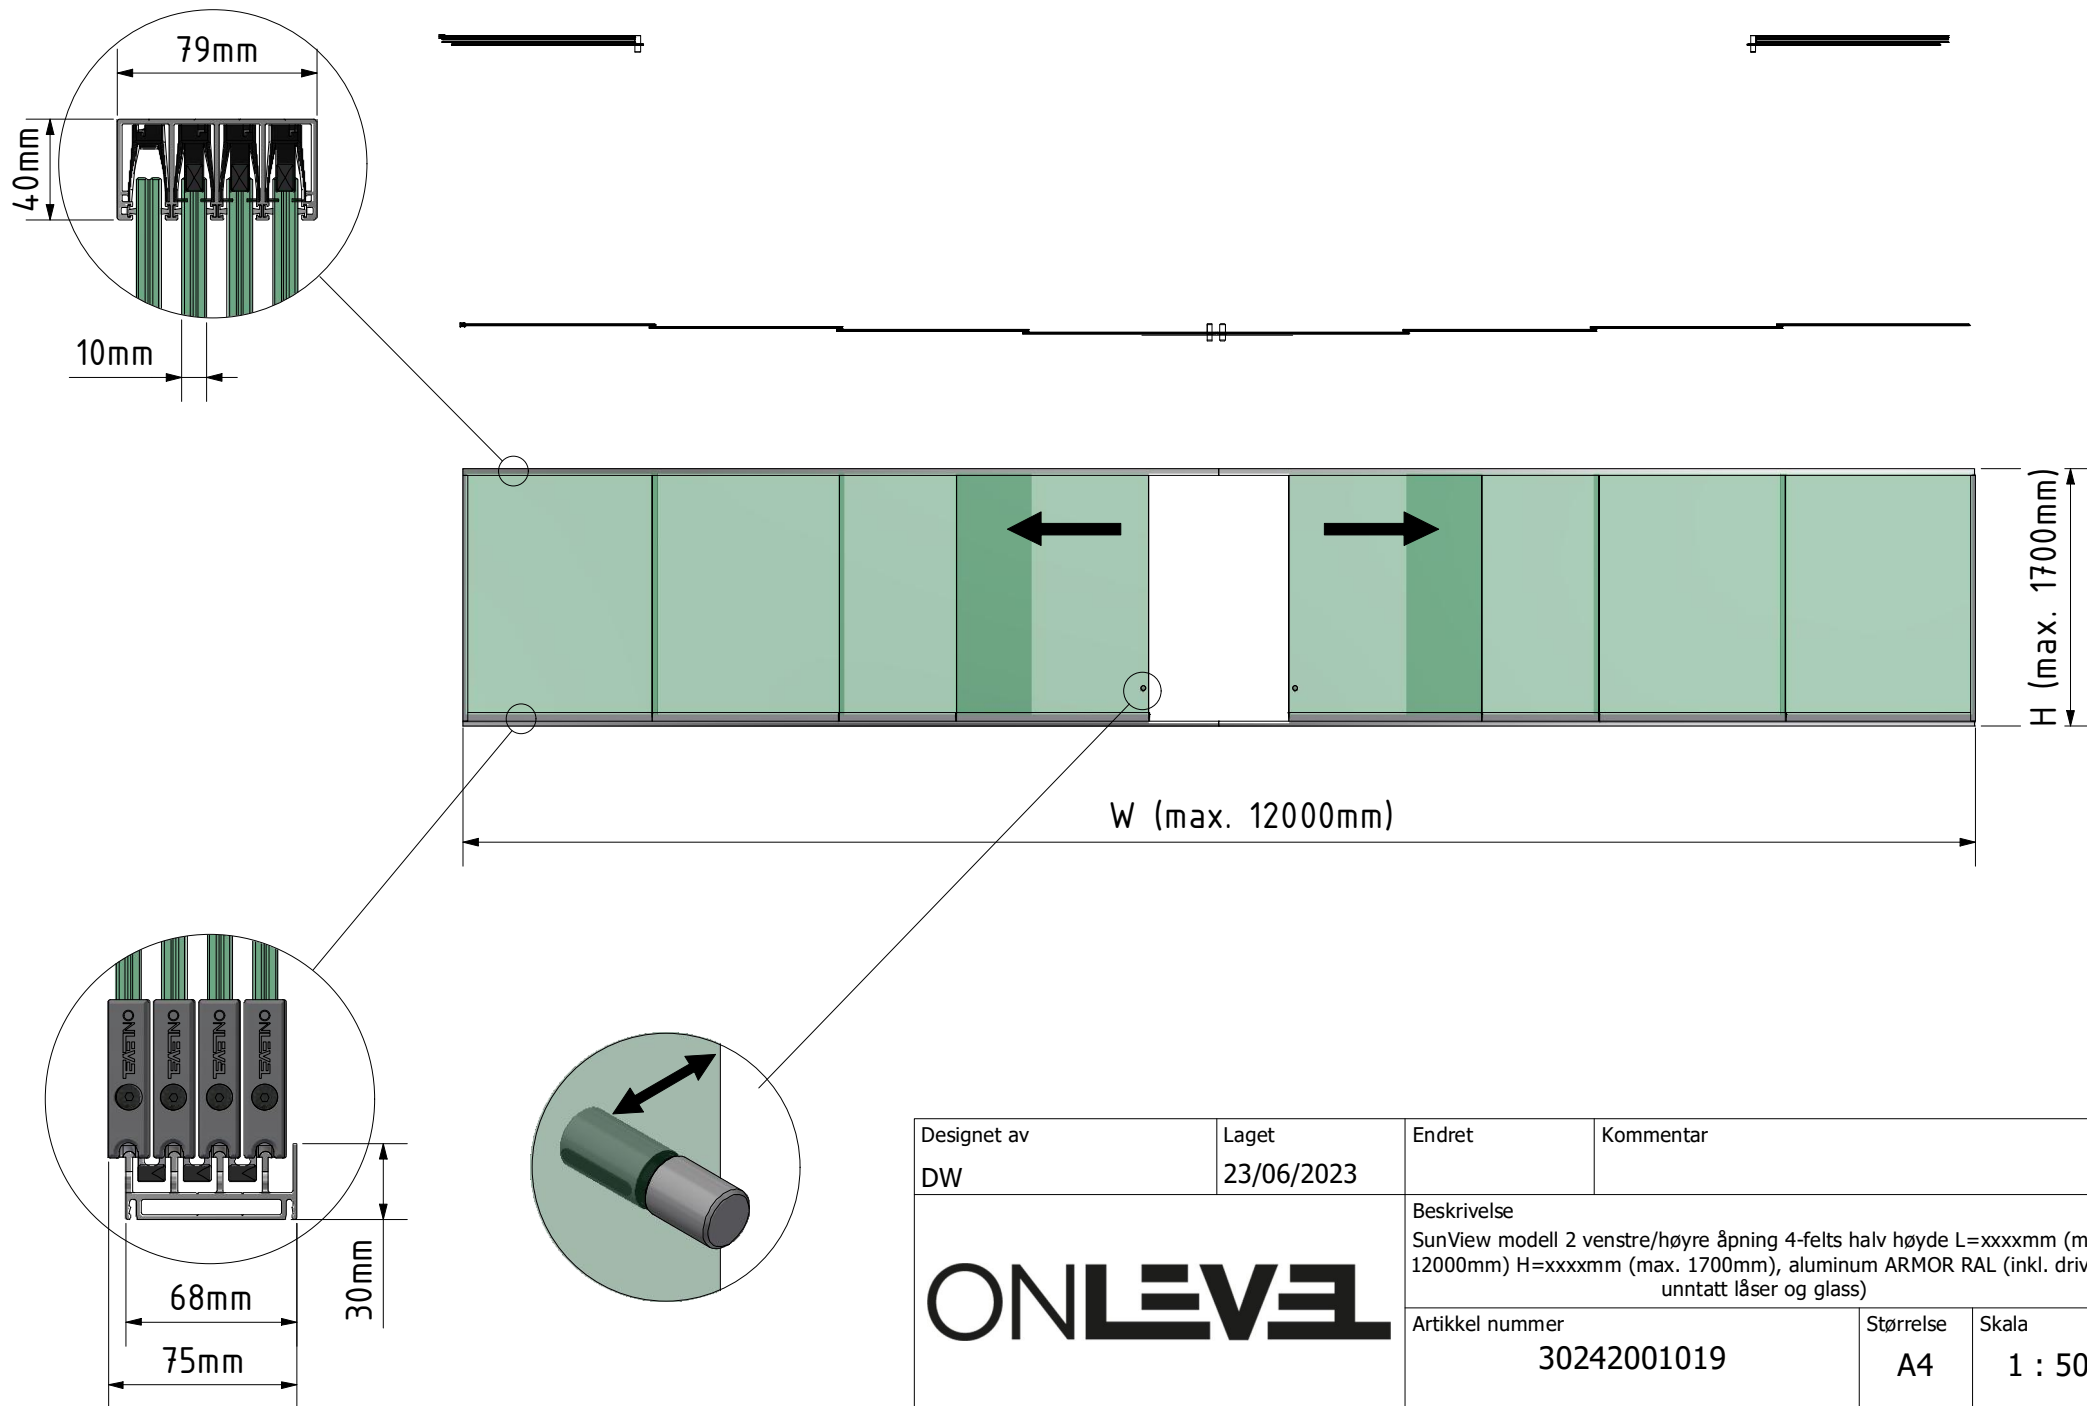 79mm
40mm
10mm
H (max. 1700mm)
W (max. 12000mm)
ONLEVEL
ONLEVEL
ONLEVEL
ONLEVEL
30mm
68mm
75mm
Designet av
DW
Laget
23/06/2023
Endret
Kommentar
ONLEVEL
Beskrivelse
SunView modell 2 venstre/høyre åpning 4-felts halv høyde L=xxxxmm (m
12000mm) H=xxxxmm (max. 1700mm), aluminum ARMOR RAL (inkl. driv
unntatt låser og glass)
Artikkel nummer
30242001019
Størrelse
A4
Skala
1 : 50